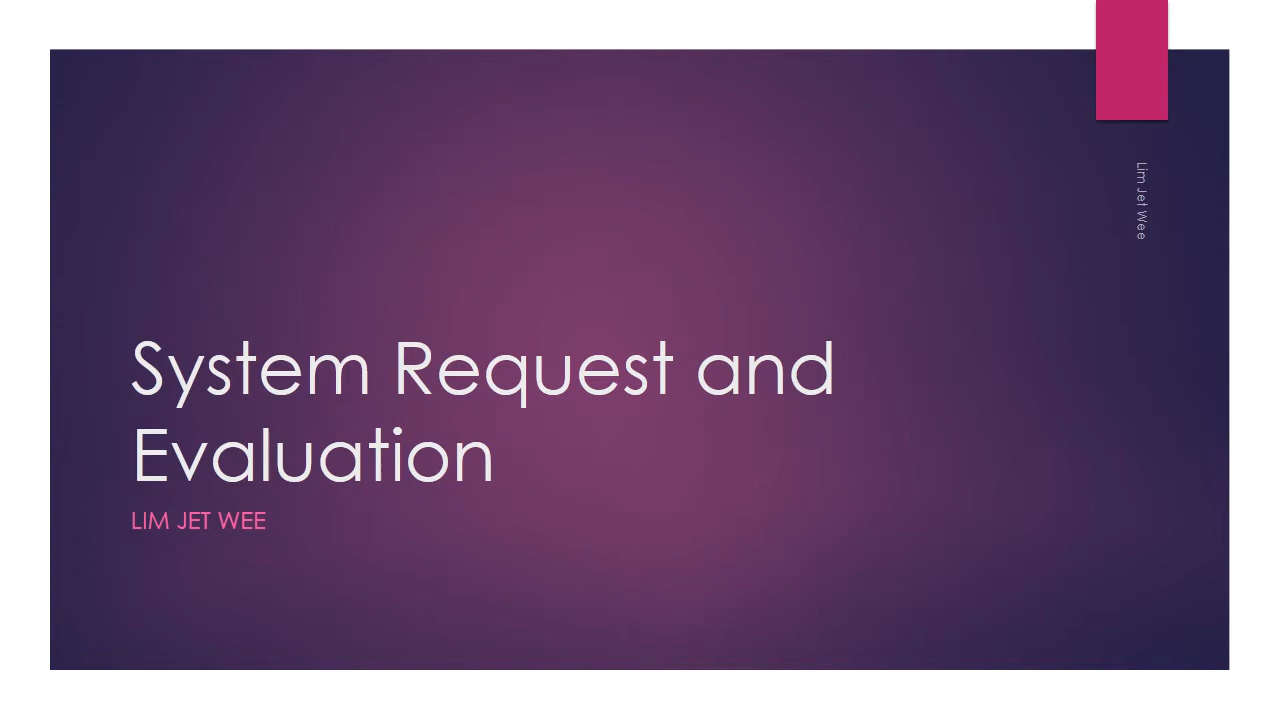 Lim Jet Wee
System Request and
Evaluation
LIM JET WEE